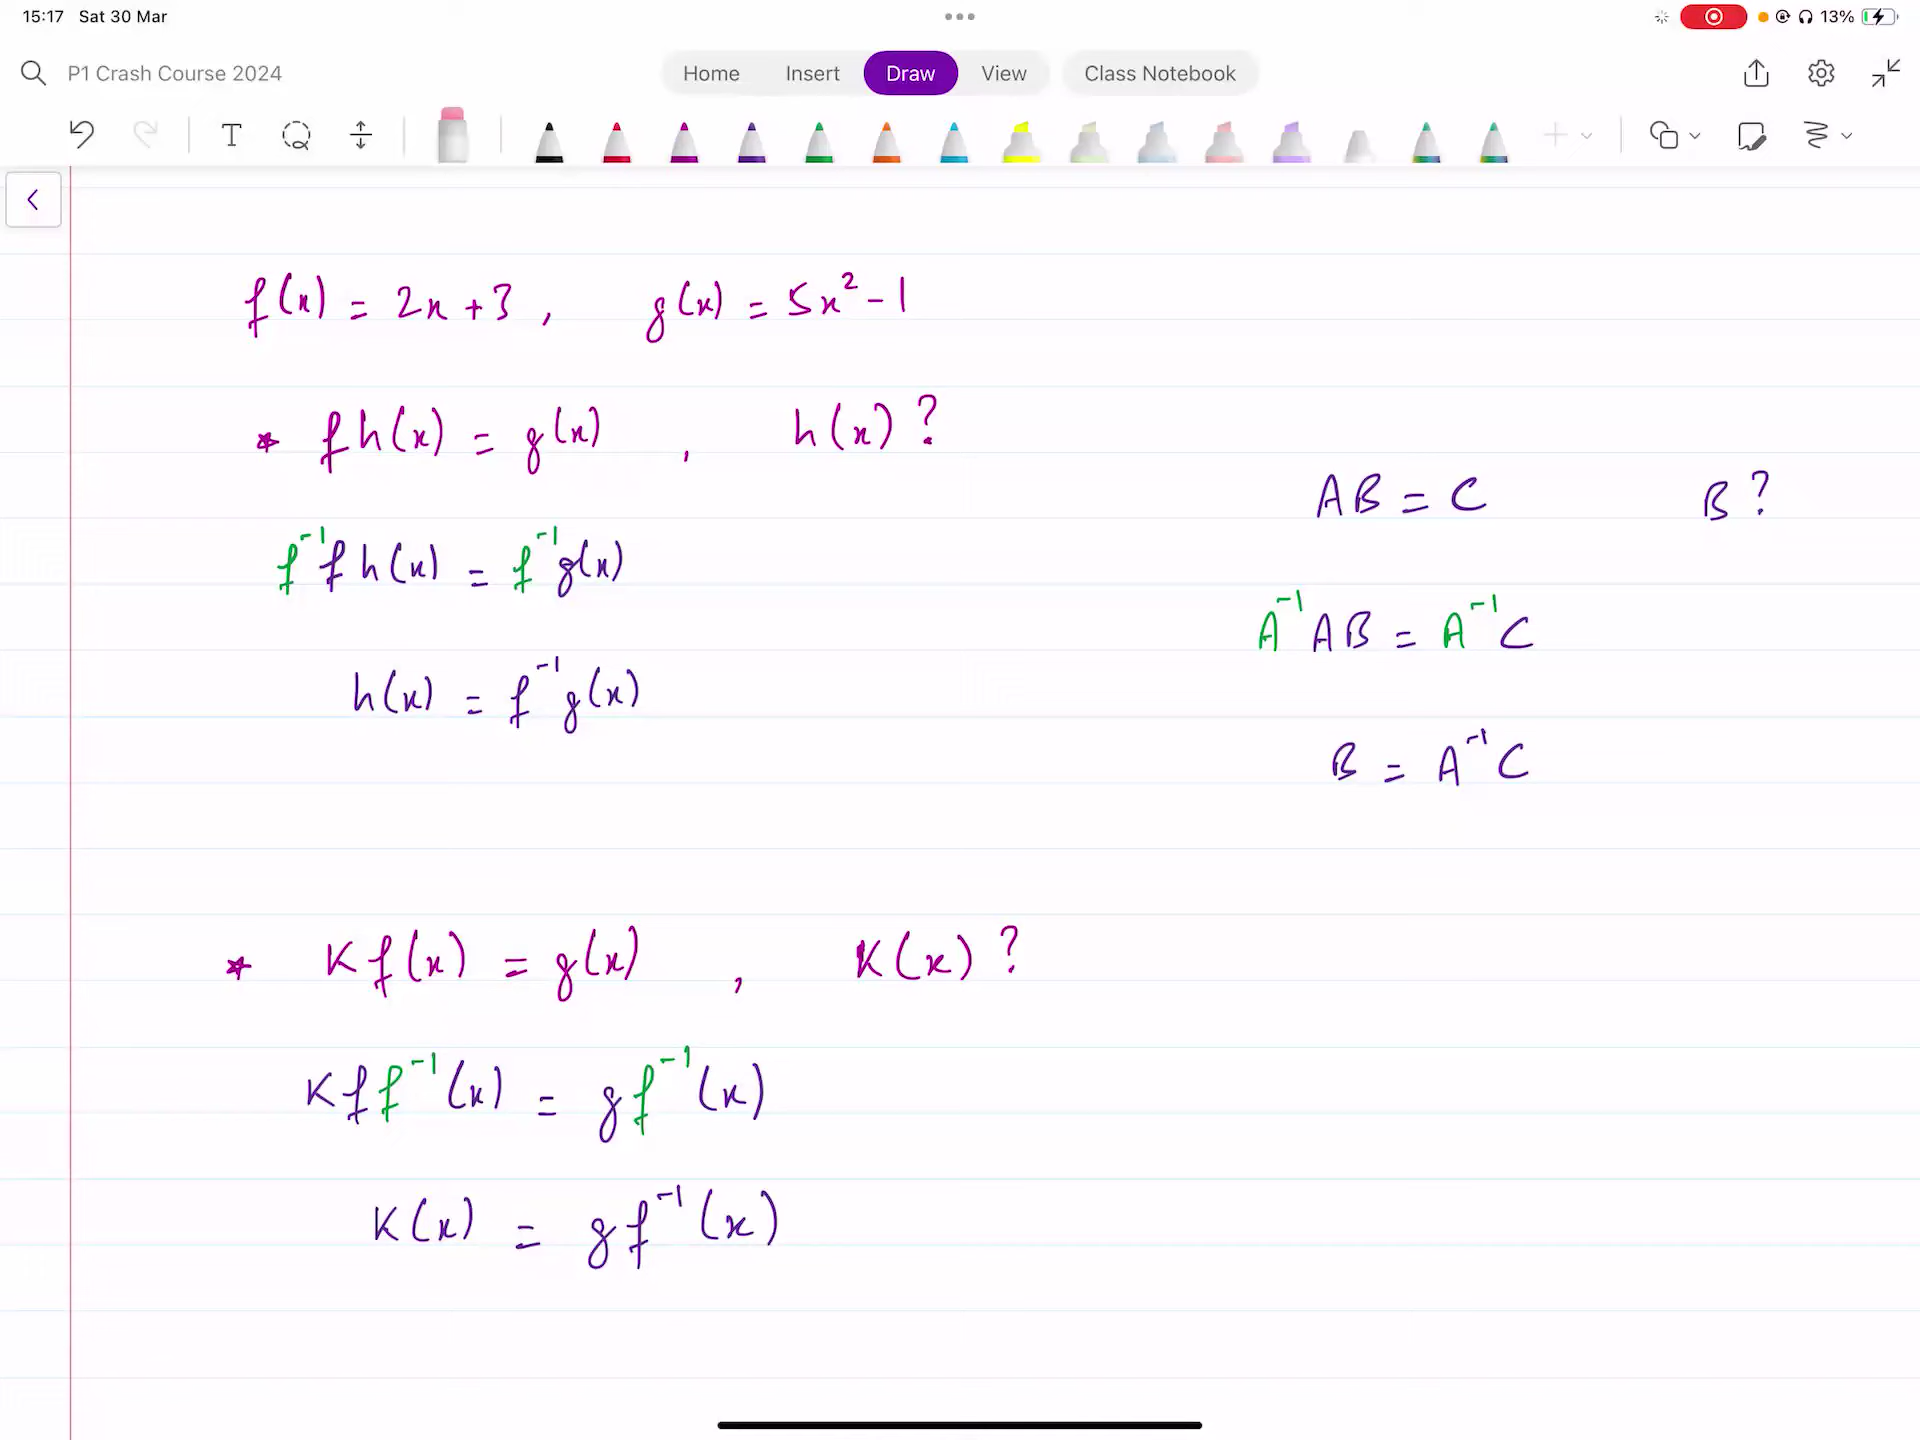 15:17 Sat 30 Mar 13%
P1 Crash Course 2024 Home Insert Draw View Class Notebook
T
f(x) = 2x + 3 , g(x) = 5x² - 1
* fh(x) = g(x) , h(x) ?
AB = C B ?
f⁻¹fh(x) = f⁻¹g(x)
A⁻¹AB = A⁻¹C
h(x) = f⁻¹g(x)
B = A⁻¹C
* Kf(x) = g(x) , K(x) ?
Kff⁻¹(x) = gf⁻¹(x)
K(x) = gf⁻¹(x)